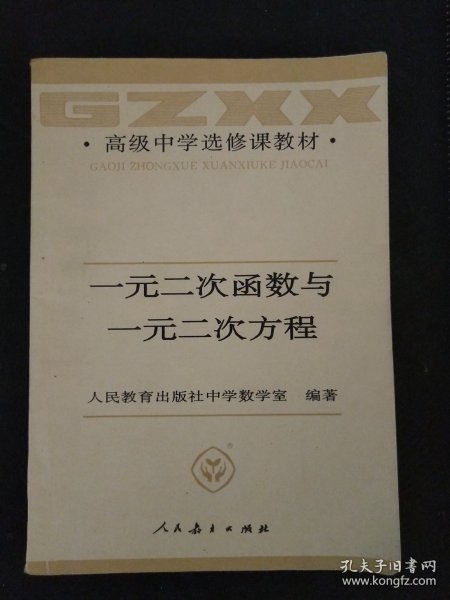 GZXX
·高级中学选修课教材·
GAOJI ZHONGXUE XUANXIUKE JIAOCAI
一元二次函数与
一元二次方程
人民教育出版社中学数学室 编著
®
人民教育出版社
孔夫子旧书网
www.kongfz.com